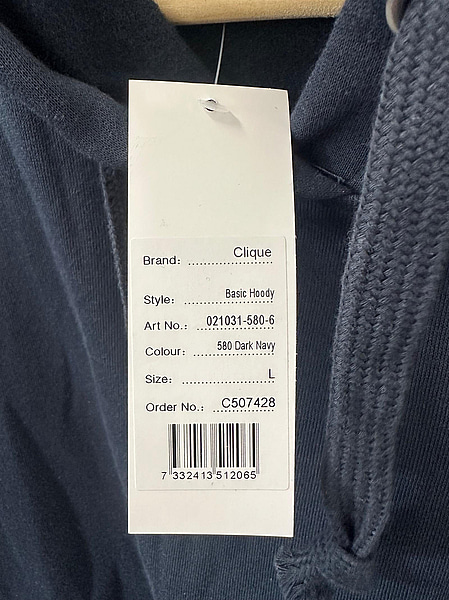 Brand: Clique
Style: Basic Hoody
Art No.: 021031-580-6
Colour: 580 Dark Navy
Size: L
Order No.: C507428
7 332413 512065